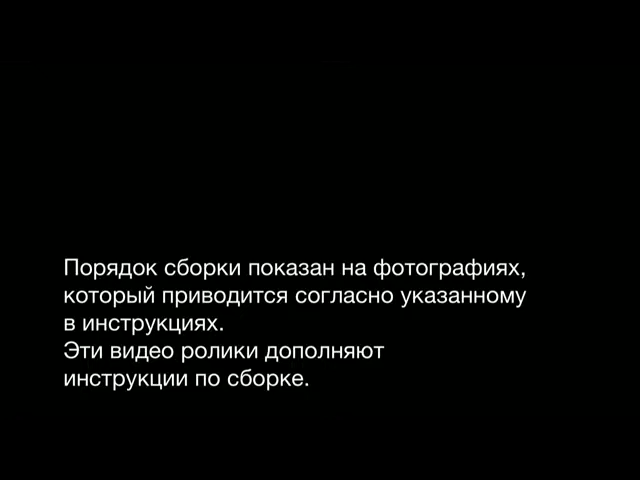 Порядок сборки показан на фотографиях,
который приводится согласно указанному
в инструкциях.
Эти видео ролики дополняют
инструкции по сборке.